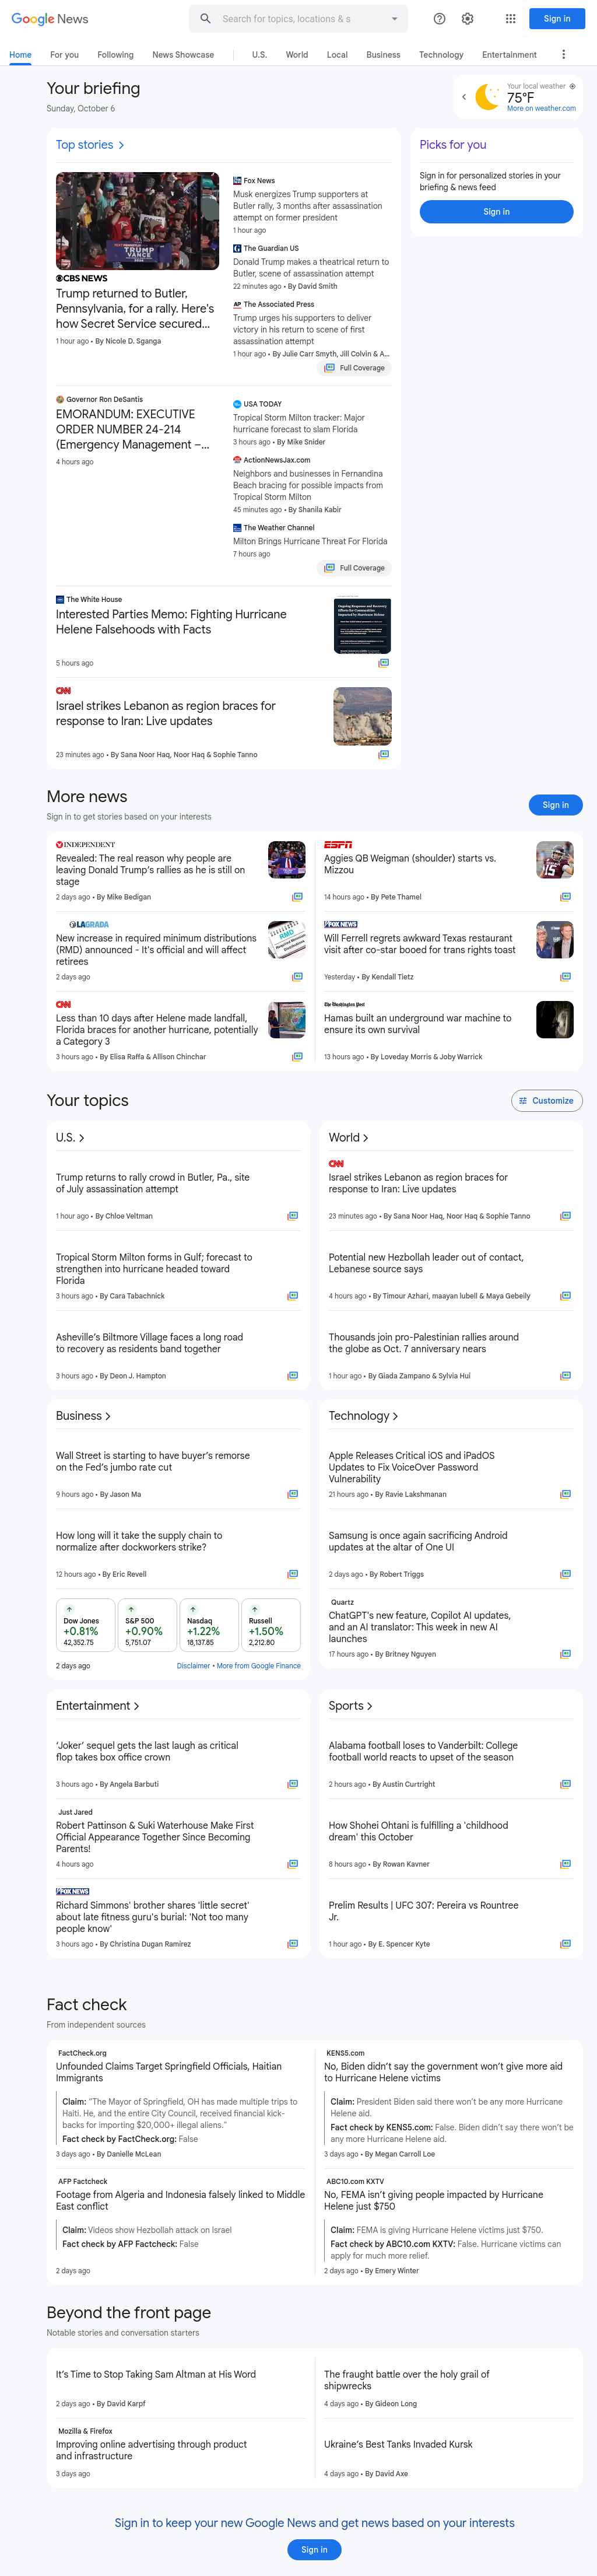 Google News
Search for topics, locations & s
Sign in
Home
For you
Following
News Showcase
U.S.
World
Local
Business
Technology
Entertainment
Your briefing
Sunday, October 6
Your local weather
75°F
More on weather.com
Top stories
Picks for you
Sign in for personalized stories in your
briefing & news feed
Sign in
TRUMP
VANCE
CBS NEWS
Trump returned to Butler,
Pennsylvania, for a rally. Here's
how Secret Service secured...
1 hour ago • By Nicole D. Sganga
Fox News
Musk energizes Trump supporters at
Butler rally, 3 months after assassination
attempt on former president
1 hour ago
The Guardian US
Donald Trump makes a theatrical return to
Butler, scene of assassination attempt
22 minutes ago • By David Smith
AP The Associated Press
Trump urges his supporters to deliver
victory in his return to scene of first
assassination attempt
1 hour ago • By Julie Carr Smyth, Jill Colvin & A...
Full Coverage
Governor Ron DeSantis
EMORANDUM: EXECUTIVE
ORDER NUMBER 24-214
(Emergency Management –...
4 hours ago
USA TODAY
Tropical Storm Milton tracker: Major
hurricane forecast to slam Florida
3 hours ago • By Mike Snider
ActionNewsJax.com
Neighbors and businesses in Fernandina
Beach bracing for possible impacts from
Tropical Storm Milton
45 minutes ago • By Shanila Kabir
The Weather Channel
Milton Brings Hurricane Threat For Florida
7 hours ago
Full Coverage
The White House
Interested Parties Memo: Fighting Hurricane
Helene Falsehoods with Facts
5 hours ago
Ongoing Response and Recovery
Efforts for Communities
Impacted by Hurricane Helene
CNN
Israel strikes Lebanon as region braces for
response to Iran: Live updates
23 minutes ago • By Sana Noor Haq, Noor Haq & Sophie Tanno
More news
Sign in to get stories based on your interests
Sign in
INDEPENDENT
Revealed: The real reason why people are
leaving Donald Trump's rallies as he is still on
stage
2 days ago • By Mike Bedigan
ESPN
Aggies QB Weigman (shoulder) starts vs.
Mizzou
14 hours ago • By Pete Thamel
15
LAGRADA
New increase in required minimum distributions
(RMD) announced - It's official and will affect
retirees
2 days ago
RMD
FOX NEWS
Will Ferrell regrets awkward Texas restaurant
visit after co-star booed for trans rights toast
Yesterday • By Kendall Tietz
CNN
Less than 10 days after Helene made landfall,
Florida braces for another hurricane, potentially
a Category 3
3 hours ago • By Elisa Raffa & Allison Chinchar
The Washington Post
Hamas built an underground war machine to
ensure its own survival
13 hours ago • By Loveday Morris & Joby Warrick
Your topics
Customize
U.S.
Trump returns to rally crowd in Butler, Pa., site
of July assassination attempt
1 hour ago • By Chloe Veltman
Tropical Storm Milton forms in Gulf; forecast to
strengthen into hurricane headed toward
Florida
3 hours ago • By Cara Tabachnick
Asheville's Biltmore Village faces a long road
to recovery as residents band together
3 hours ago • By Deon J. Hampton
World
CNN
Israel strikes Lebanon as region braces for
response to Iran: Live updates
23 minutes ago • By Sana Noor Haq, Noor Haq & Sophie Tanno
Potential new Hezbollah leader out of contact,
Lebanese source says
4 hours ago • By Timour Azhari, maayan lubell & Maya Gebeily
Thousands join pro-Palestinian rallies around
the globe as Oct. 7 anniversary nears
1 hour ago • By Giada Zampano & Sylvia Hui
Business
Wall Street is starting to have buyer's remorse
on the Fed's jumbo rate cut
9 hours ago • By Jason Ma
How long will it take the supply chain to
normalize after dockworkers strike?
12 hours ago • By Eric Revell
Dow Jones
+0.81%
42,352.75
S&P 500
+0.90%
5,751.07
Nasdaq
+1.22%
18,137.85
Russell
+1.50%
2,212.80
2 days ago
Disclaimer • More from Google Finance
Technology
Apple Releases Critical iOS and iPadOS
Updates to Fix VoiceOver Password
Vulnerability
21 hours ago • By Ravie Lakshmanan
Samsung is once again sacrificing Android
updates at the altar of One UI
2 days ago • By Robert Triggs
Quartz
ChatGPT's new feature, Copilot AI updates,
and an AI translator: This week in new AI
launches
17 hours ago • By Britney Nguyen
Entertainment
'Joker' sequel gets the last laugh as critical
flop takes box office crown
3 hours ago • By Angela Barbuti
Just Jared
Robert Pattinson & Suki Waterhouse Make First
Official Appearance Together Since Becoming
Parents!
4 hours ago
FOX NEWS
Richard Simmons' brother shares 'little secret'
about late fitness guru's burial: 'Not too many
people know'
3 hours ago • By Christina Dugan Ramirez
Sports
Alabama football loses to Vanderbilt: College
football world reacts to upset of the season
2 hours ago • By Austin Curtright
How Shohei Ohtani is fulfilling a 'childhood
dream' this October
8 hours ago • By Rowan Kavner
Prelim Results | UFC 307: Pereira vs Rountree
Jr.
1 hour ago • By E. Spencer Kyte
Fact check
From independent sources
FactCheck.org
Unfounded Claims Target Springfield Officials, Haitian
Immigrants
Claim: "The Mayor of Springfield, OH has made multiple trips to
Haiti. He, and the entire City Council, received financial kick-
backs for importing $20,000+ illegal aliens."
Fact check by FactCheck.org: False
3 days ago • By Danielle McLean
KENS5.com
No, Biden didn't say the government won't give more aid
to Hurricane Helene victims
Claim: President Biden said there won't be any more Hurricane
Helene aid.
Fact check by KENS5.com: False. Biden didn't say there won't be
any more Hurricane Helene aid.
3 days ago • By Megan Carroll Loe
AFP Factcheck
Footage from Algeria and Indonesia falsely linked to Middle
East conflict
Claim: Videos show Hezbollah attack on Israel
Fact check by AFP Factcheck: False
2 days ago
ABC10.com KXTV
No, FEMA isn't giving people impacted by Hurricane
Helene just $750
Claim: FEMA is giving Hurricane Helene victims just $750.
Fact check by ABC10.com KXTV: False. Hurricane victims can
apply for much more relief.
2 days ago • By Emery Winter
Beyond the front page
Notable stories and conversation starters
It's Time to Stop Taking Sam Altman at His Word
2 days ago • By David Karpf
The fraught battle over the holy grail of
shipwrecks
4 days ago • By Gideon Long
Mozilla & Firefox
Improving online advertising through product
and infrastructure
3 days ago
Ukraine's Best Tanks Invaded Kursk
4 days ago • By David Axe
Sign in to keep your new Google News and get news based on your interests
Sign in